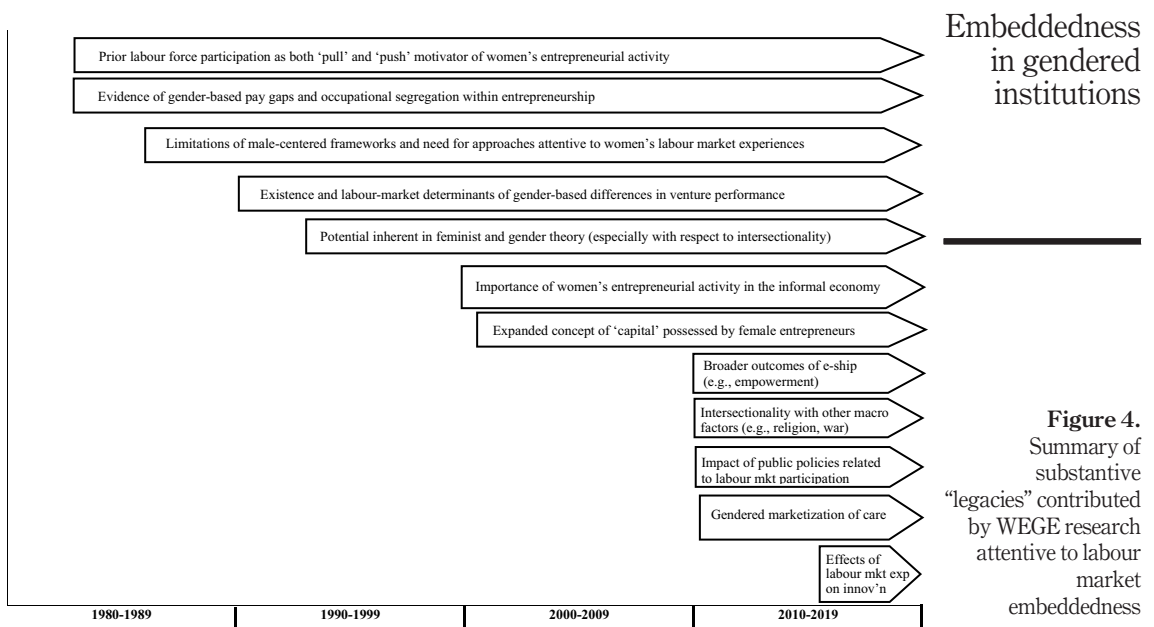 Embeddedness
in gendered
institutions
Prior labour force participation as both ‘pull’ and ‘push’ motivator of women’s entrepreneurial activity
Evidence of gender-based pay gaps and occupational segregation within entrepreneurship
Limitations of male-centered frameworks and need for approaches attentive to women’s labour market experiences
Existence and labour-market determinants of gender-based differences in venture performance
Potential inherent in feminist and gender theory (especially with respect to intersectionality)
Importance of women’s entrepreneurial activity in the informal economy
Expanded concept of ‘capital’ possessed by female entrepreneurs
Broader outcomes of e-ship
(e.g., empowerment)
Intersectionality with other macro
factors (e.g., religion, war)
Impact of public policies related
to labour mkt participation
Gendered marketization of care
Effects of
labour mkt exp
on innov’n
1980-1989 1990-1999 2000-2009 2010-2019
Figure 4.
Summary of
substantive
“legacies” contributed
by WEGE research
attentive to labour
market
embeddedness